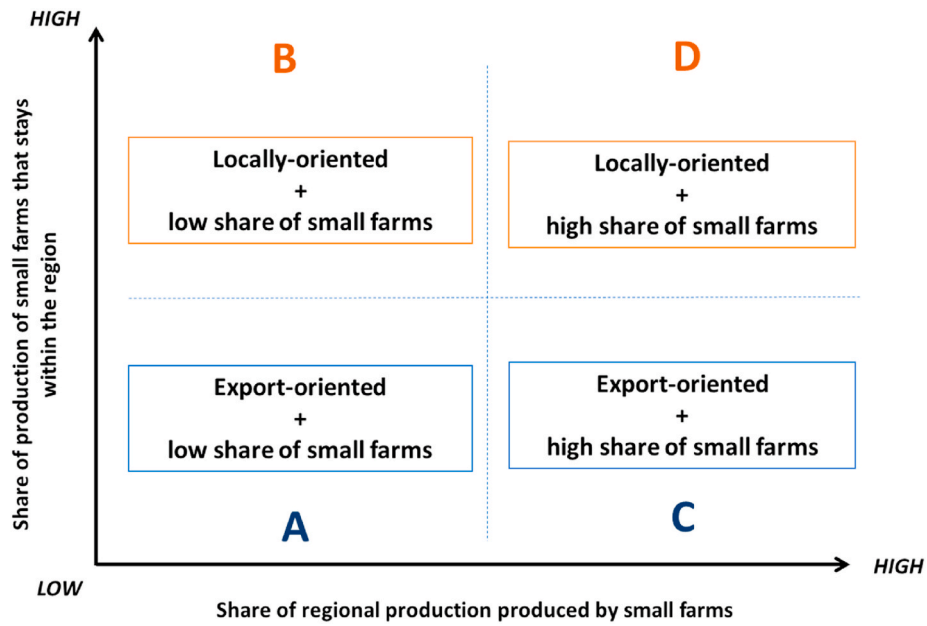 HIGH
Share of production of small farms that stays
within the region
B
D
Locally-oriented
+
low share of small farms
Locally-oriented
+
high share of small farms
Export-oriented
+
low share of small farms
Export-oriented
+
high share of small farms
A
C
LOW
HIGH
Share of regional production produced by small farms